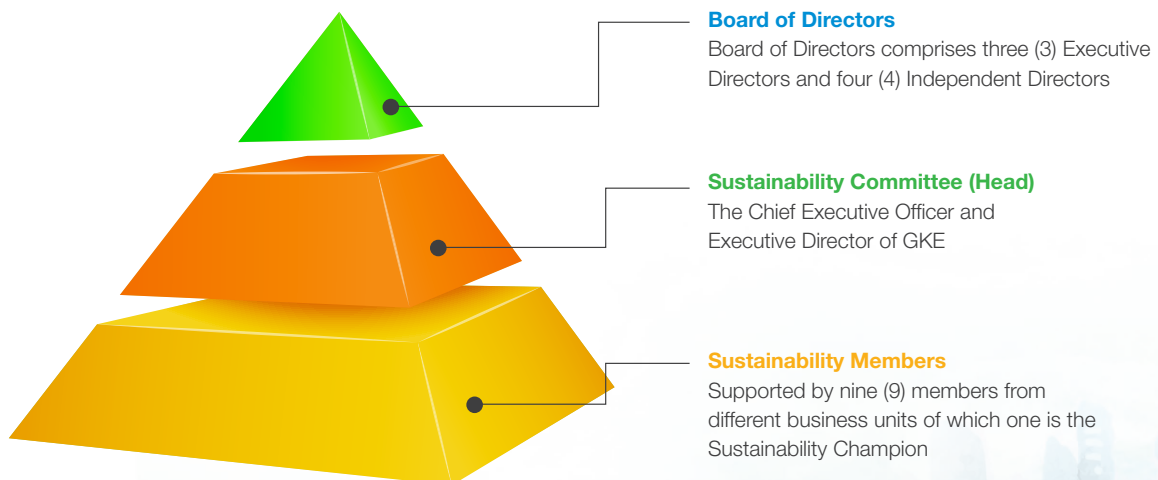 Board of Directors
Board of Directors comprises three (3) Executive
Directors and four (4) Independent Directors
Sustainability Committee (Head)
The Chief Executive Officer and
Executive Director of GKE
Sustainability Members
Supported by nine (9) members from
different business units of which one is the
Sustainability Champion